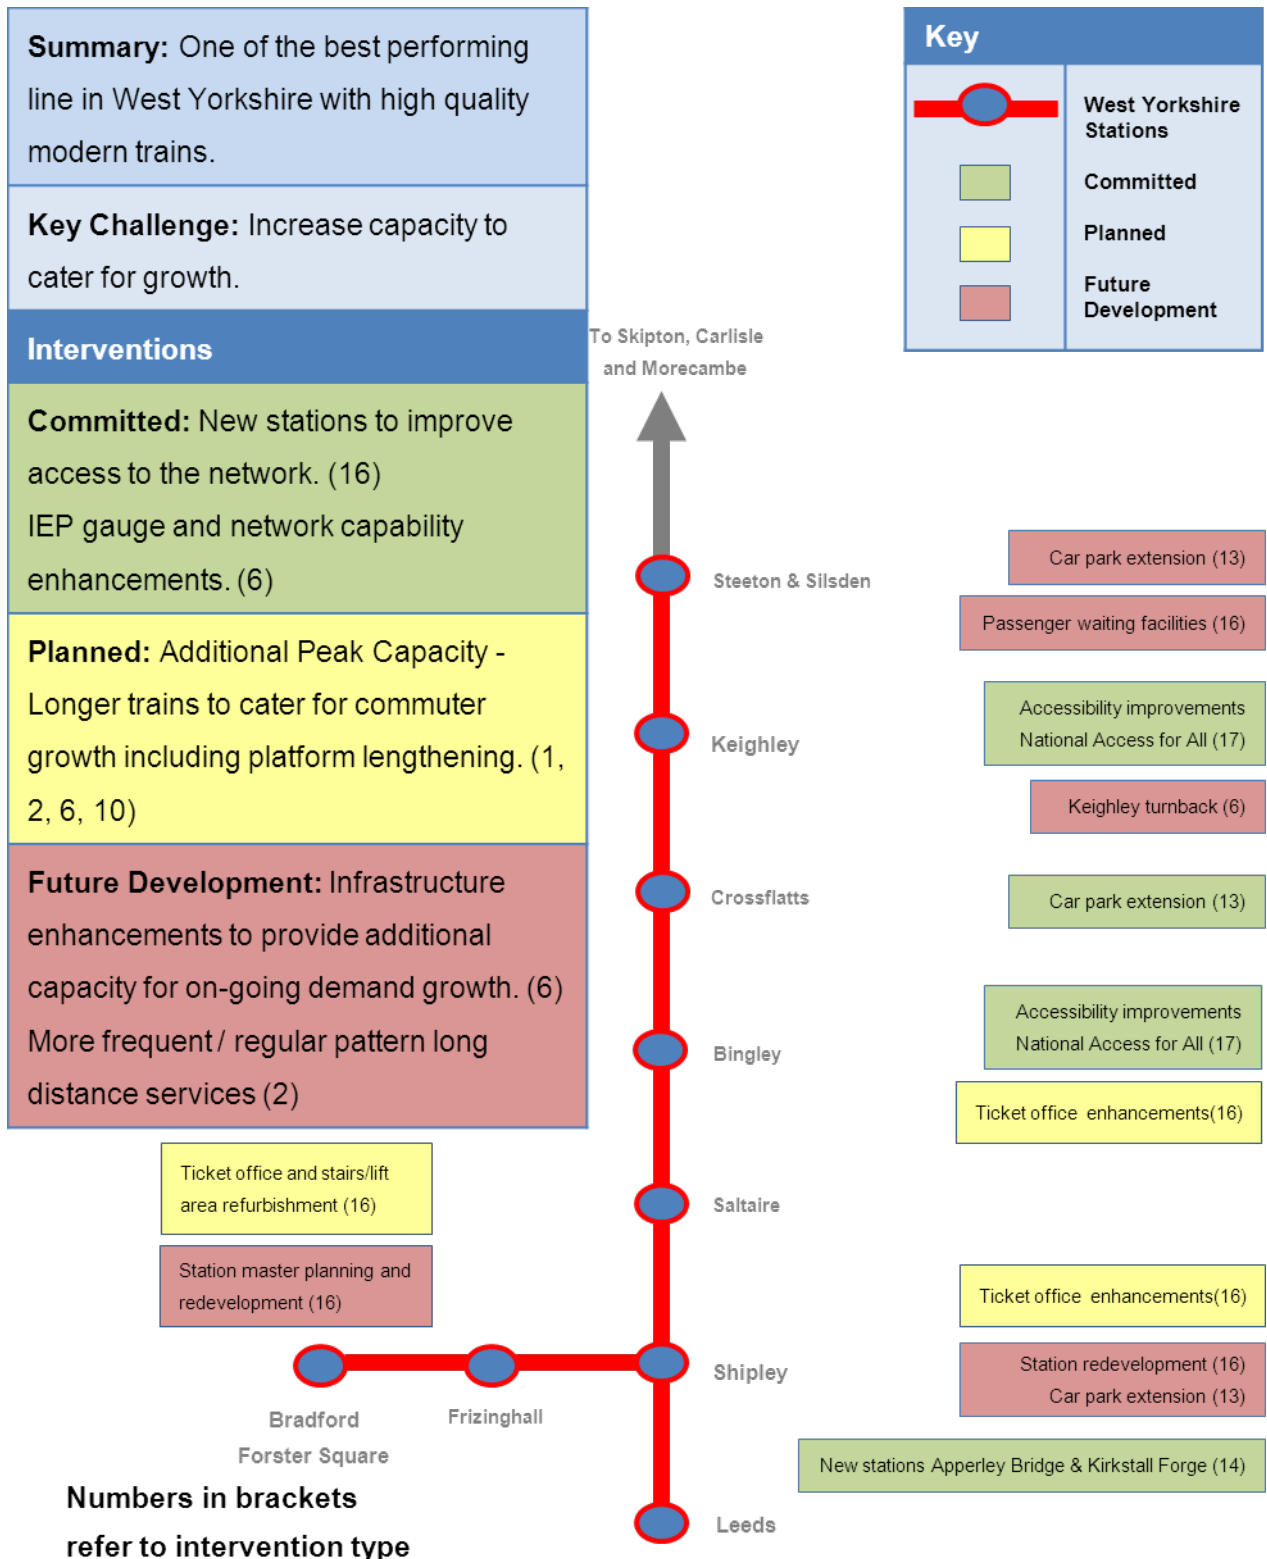 Summary: One of the best performing
line in West Yorkshire with high quality
modern trains.
Key Challenge: Increase capacity to
cater for growth.
Interventions
Committed: New stations to improve
access to the network. (16)
IEP gauge and network capability
enhancements. (6)
Planned: Additional Peak Capacity -
Longer trains to cater for commuter
growth including platform lengthening. (1,
2, 6, 10)
Future Development: Infrastructure
enhancements to provide additional
capacity for on-going demand growth. (6)
More frequent / regular pattern long
distance services (2)
Key
West Yorkshire
Stations
Committed
Planned
Future
Development
To Skipton, Carlisle
and Morecambe
Steeton & Silsden
Car park extension (13)
Passenger waiting facilities (16)
Keighley
Accessibility improvements
National Access for All (17)
Keighley turnback (6)
Crossflatts
Car park extension (13)
Bingley
Accessibility improvements
National Access for All (17)
Ticket office enhancements(16)
Saltaire
Ticket office and stairs/lift
area refurbishment (16)
Station master planning and
redevelopment (16)
Ticket office enhancements(16)
Shipley
Station redevelopment (16)
Car park extension (13)
Bradford
Forster Square
Frizinghall
New stations Apperley Bridge & Kirkstall Forge (14)
Leeds
Numbers in brackets
refer to intervention type